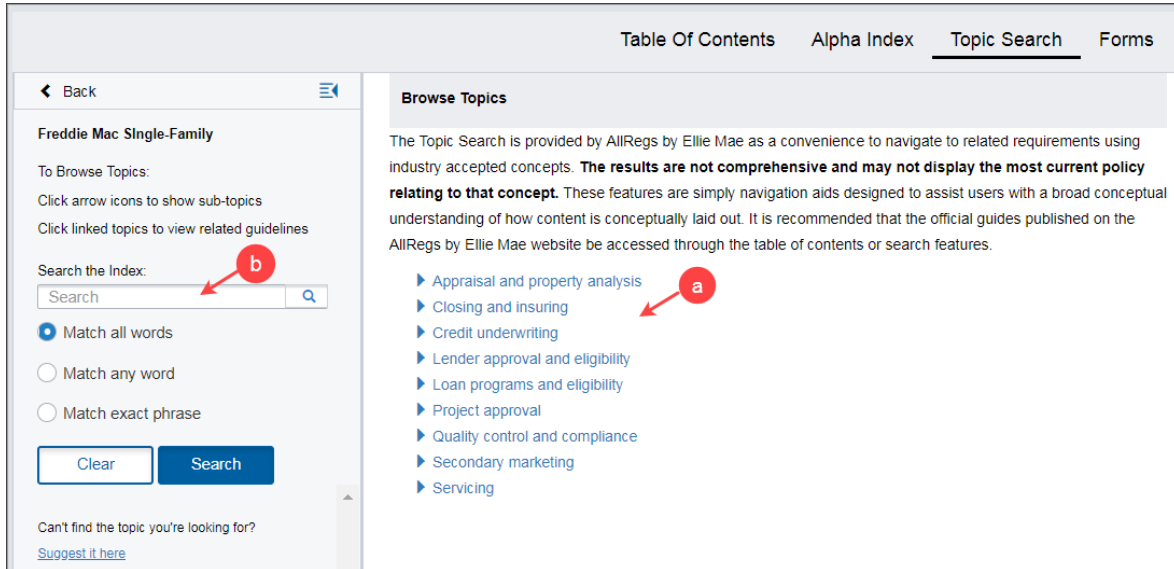 Table Of Contents Alpha Index Topic Search Forms
Back
Freddie Mac SIngle-Family
To Browse Topics:
Click arrow icons to show sub-topics
Click linked topics to view related guidelines
Search the Index:
b
Search
Match all words
Match any word
Match exact phrase
Clear Search
Can't find the topic you're looking for?
Suggest it here
Browse Topics
The Topic Search is provided by AllRegs by Ellie Mae as a convenience to navigate to related requirements using
industry accepted concepts. The results are not comprehensive and may not display the most current policy
relating to that concept. These features are simply navigation aids designed to assist users with a broad conceptual
understanding of how content is conceptually laid out. It is recommended that the official guides published on the
AllRegs by Ellie Mae website be accessed through the table of contents or search features.
Appraisal and property analysis
a
Closing and insuring
Credit underwriting
Lender approval and eligibility
Loan programs and eligibility
Project approval
Quality control and compliance
Secondary marketing
Servicing